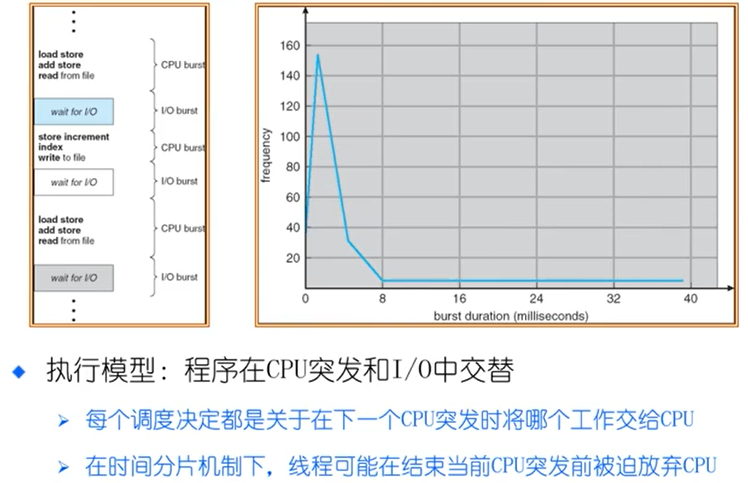 load store
add store
read from file
CPU burst
wait for I/O
I/O burst
store increment
index
write to file
CPU burst
wait for I/O
I/O burst
load store
add store
read from file
CPU burst
wait for I/O
I/O burst
frequency
160
140
120
100
80
60
40
20
0 8 16 24 32 40
burst duration (milliseconds)
执行模型：程序在CPU突发和I/O中交替
每个调度决定都是关于在下一个CPU突发时将哪个工作交给CPU
在时间分片机制下，线程可能在结束当前CPU突发前被迫放弃CPU